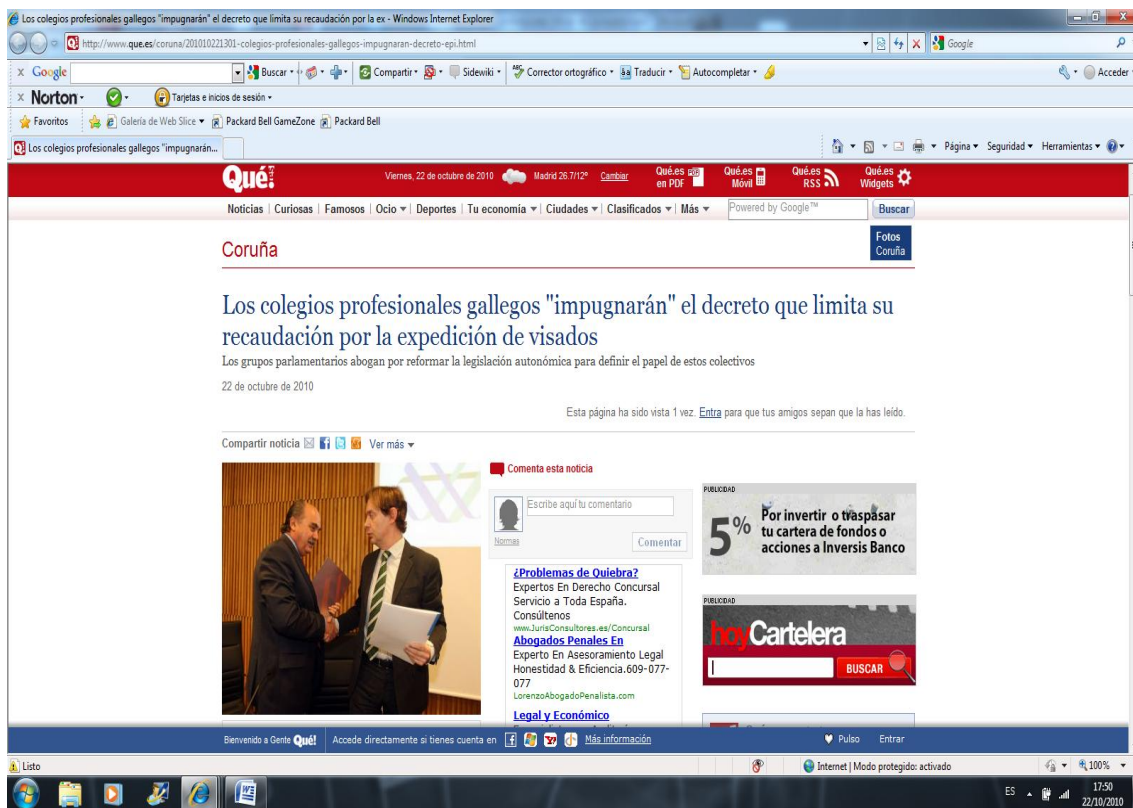 Los colegios profesionales gallegos "impugnarán" el decreto que limita su recaudación por la ex - Windows Internet Explorer
http://www.que.es/coruna/201010221301-colegios-profesionales-gallegos-impugnaran-decreto-epi.html
Google
x Google Buscar Compartir Sidewiki Corrector ortográfico Traducir Autocompletar Acceder
x Norton Tarjetas e inicios de sesión
Favoritos Galería de Web Slice Packard Bell GameZone Packard Bell
Los colegios profesionales gallegos "impugnarán... Página Seguridad Herramientas
Qué! Viernes, 22 de octubre de 2010 Madrid 26.7/12º Cambiar Qué.es en PDF Qué.es Móvil Qué.es RSS Qué.es Widgets
Noticias | Curiosas | Famosos | Ocio | Deportes | Tu economía | Ciudades | Clasificados | Más Powered by Google™ Buscar
Coruña
Fotos
Coruña
Los colegios profesionales gallegos "impugnarán" el decreto que limita su
recaudación por la expedición de visados
Los grupos parlamentarios abogan por reformar la legislación autonómica para definir el papel de estos colectivos
22 de octubre de 2010
Esta página ha sido vista 1 vez. Entra para que tus amigos sepan que la has leído.
Compartir noticia Ver más
Comenta esta noticia
Escribe aquí tu comentario
Normas Comentar
¿Problemas de Quiebra?
Expertos En Derecho Concursal
Servicio a Toda España.
Consúltenos
www.JurisConsultores.es/Concursal
Abogados Penales En
Experto En Asesoramiento Legal
Honestidad & Eficiencia.609-077-
077
LorenzoAbogadoPenalista.com
Legal y Económico
PUBLICIDAD
5% Por invertir o traspasar
tu cartera de fondos o
acciones a Inversis Banco
PUBLICIDAD
hoyCartelera
BUSCAR
Bienvenido a Gente Qué! Accede directamente si tienes cuenta en Más información Pulso Entrar
Listo Internet | Modo protegido: activado 100%
ES 17:50
22/10/2010